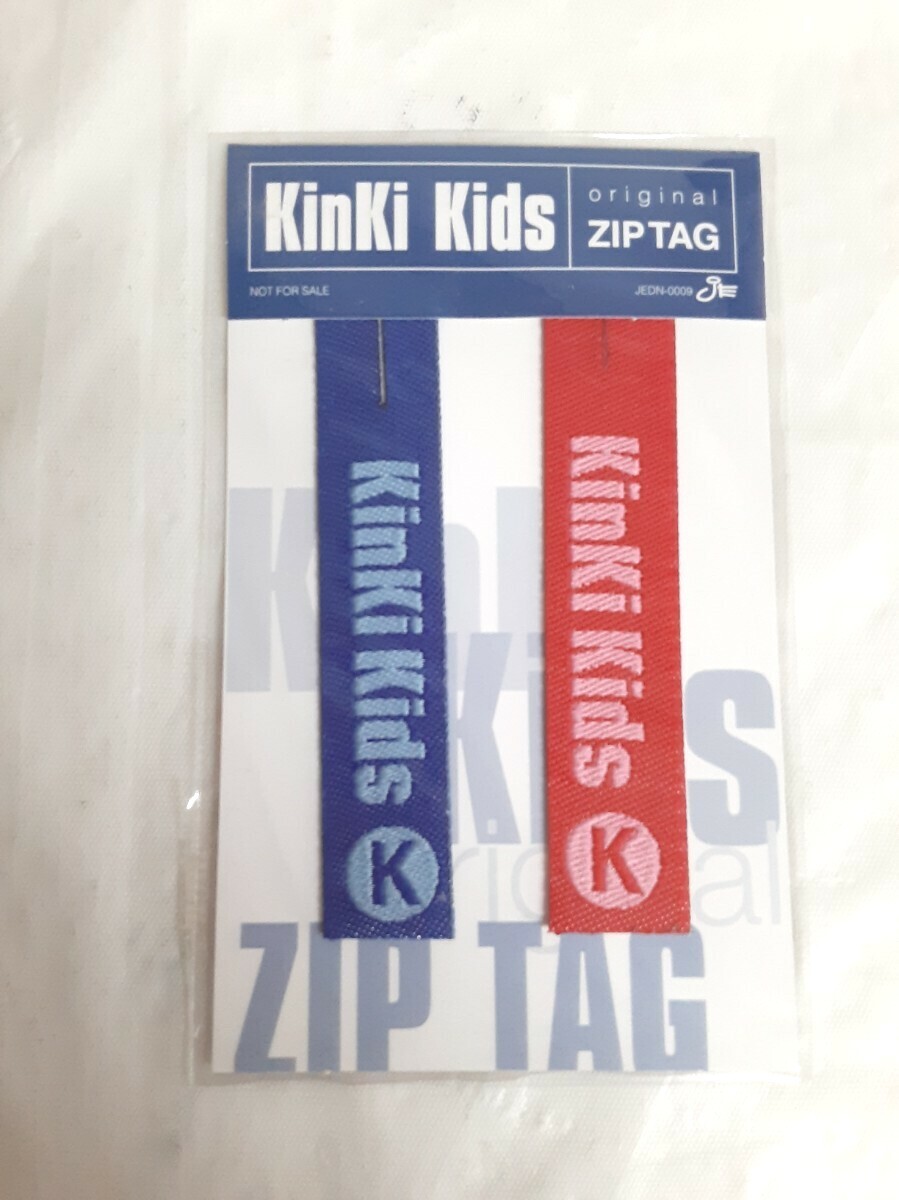 KinKi Kids
original
ZIP TAG
NOT FOR SALE
JEDN-0009
JE
KinKi Kids
K
KinKi Kids
K
KinKi
Kids
original
ZIP TAG